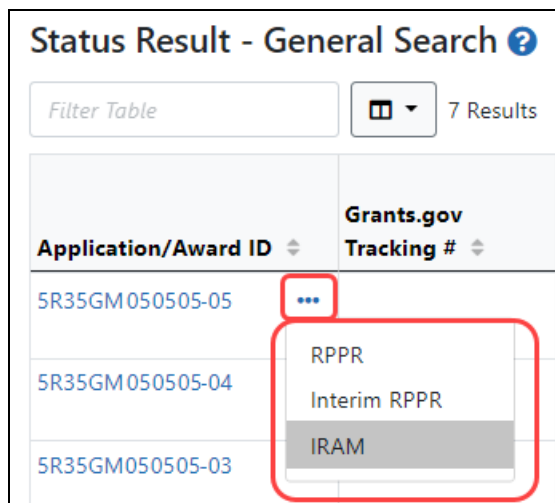 Status Result - General Search ?
Filter Table
7 Results
Application/Award ID
Grants.gov
Tracking #
5R35GM050505-05 •••
RPPR
5R35GM050505-04
Interim RPPR
IRAM
5R35GM050505-03